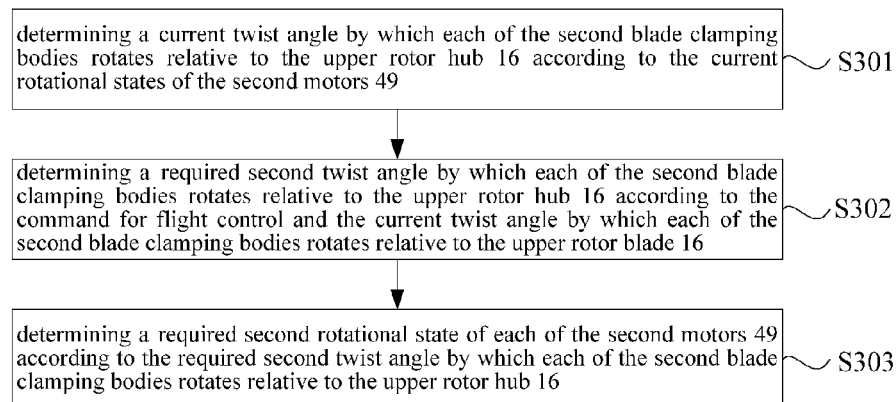 determining a current twist angle by which each of the second blade clamping
bodies rotates relative to the upper rotor hub 16 according to the current
rotational states of the second motors 49
S301
determining a required second twist angle by which each of the second blade
clamping bodies rotates relative to the upper rotor hub 16 according to the
command for flight control and the current twist angle by which each of the
second blade clamping bodies rotates relative to the upper rotor blade 16
S302
determining a required second rotational state of each of the second motors 49
according to the required second twist angle by which each of the second blade
clamping bodies rotates relative to the upper rotor hub 16
S303